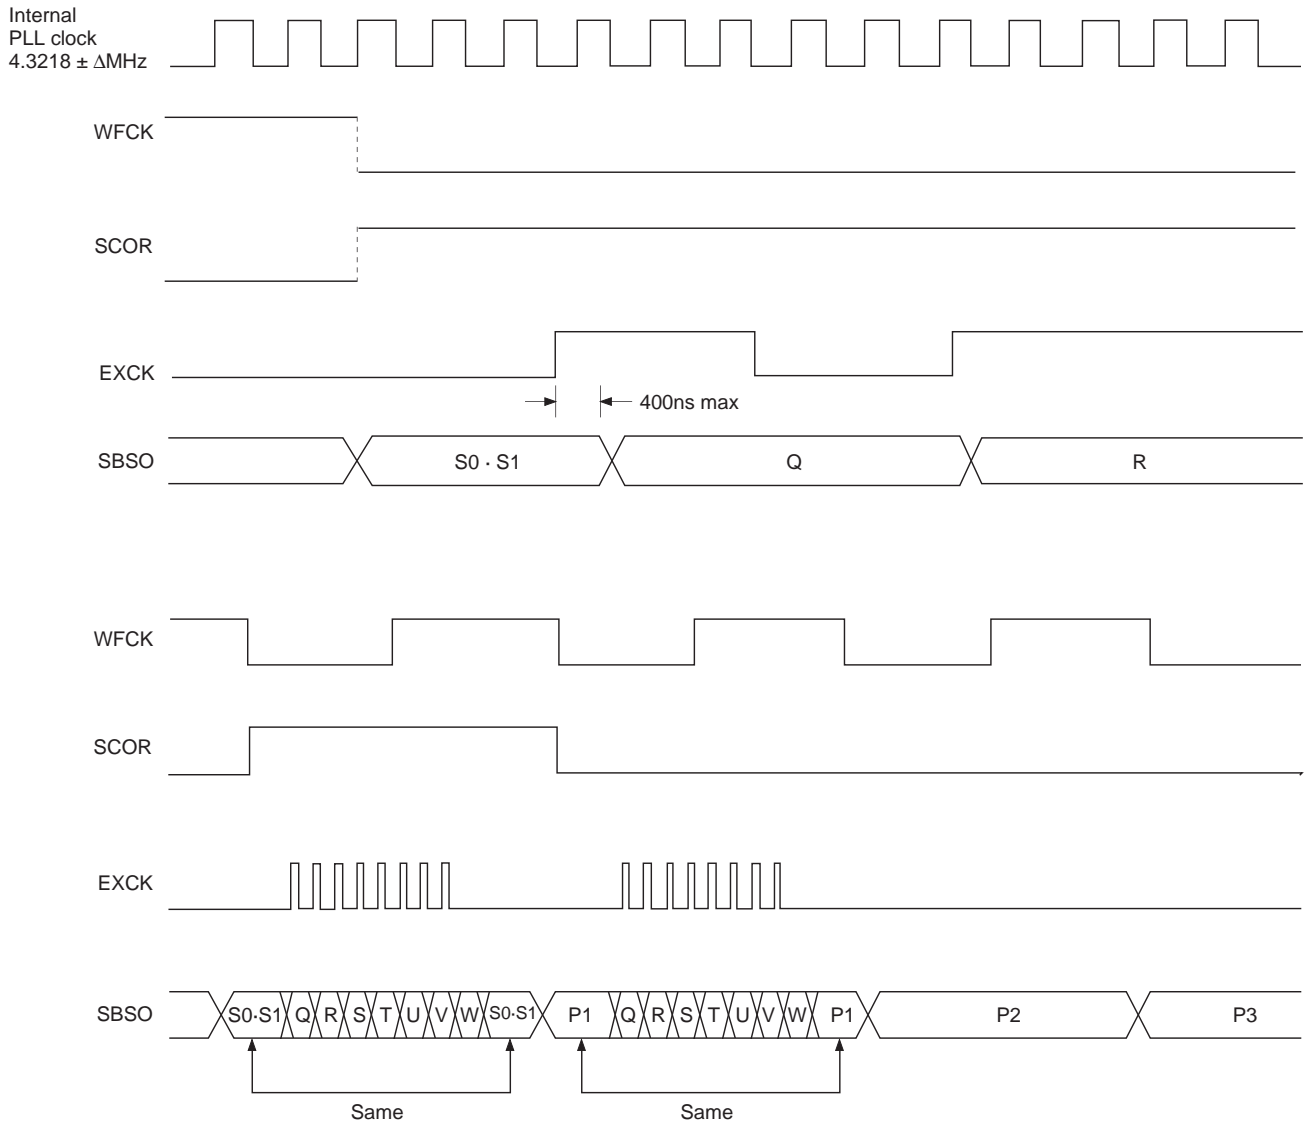 Internal
PLL clock
4.3218 ± ΔMHz
WFCK
SCOR
EXCK
400ns max
SBSO
S0 · S1
Q
R
WFCK
SCOR
EXCK
SBSO
S0·S1 Q R S T U V W S0·S1 P1 Q R S T U V W P1 P2 P3
Same
Same